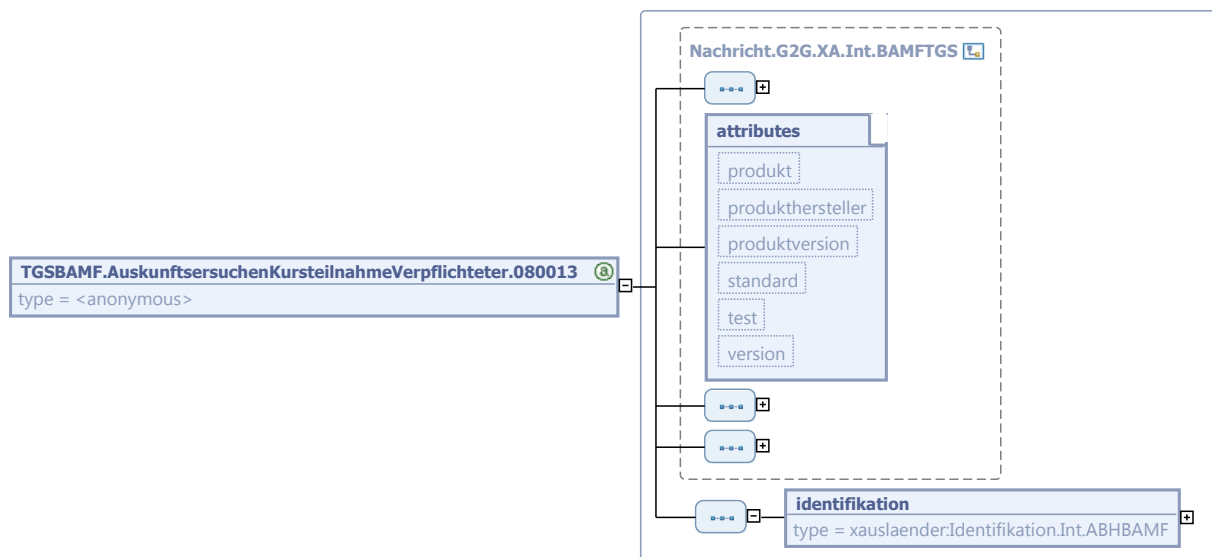 Nachricht.G2G.XA.Int.BAMFTGS
attributes
produkt
produkthersteller
produktversion
standard
test
version
TGSBAMF.AuskunftsersuchenKursteilnahmeVerpflichteter.080013 a
type = <anonymous>
identifikation
type = xauslaender:Identifikation.Int.ABHBAMF